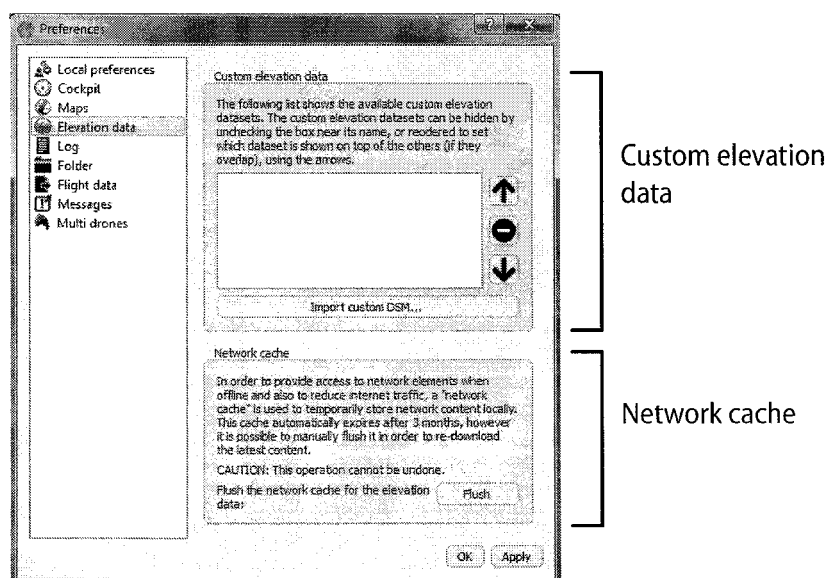 Preferences
Local preferences
Cockpit
Maps
Elevation data
Log
Folder
Flight data
Messages
Multi drones
Custom elevation data
The following list shows the available custom elevation
datasets. The custom elevation datasets can be hidden by
unchecking the box near its name, or reodered to set
which dataset is shown on top of the others (if they
overlap), using the arrows.
Import custom DSM...
Network cache
In order to provide access to network elements when
offline and also to reduce internet traffic, a "network
cache" is used to temporarily store network content locally.
This cache automatically expires after 3 months, however
it is possible to manually flush it in order to re-download
the latest content.
CAUTION: This operation cannot be undone.
Flush the network cache for the elevation
data:
Flush
OK
Apply
Custom elevation
data
Network cache